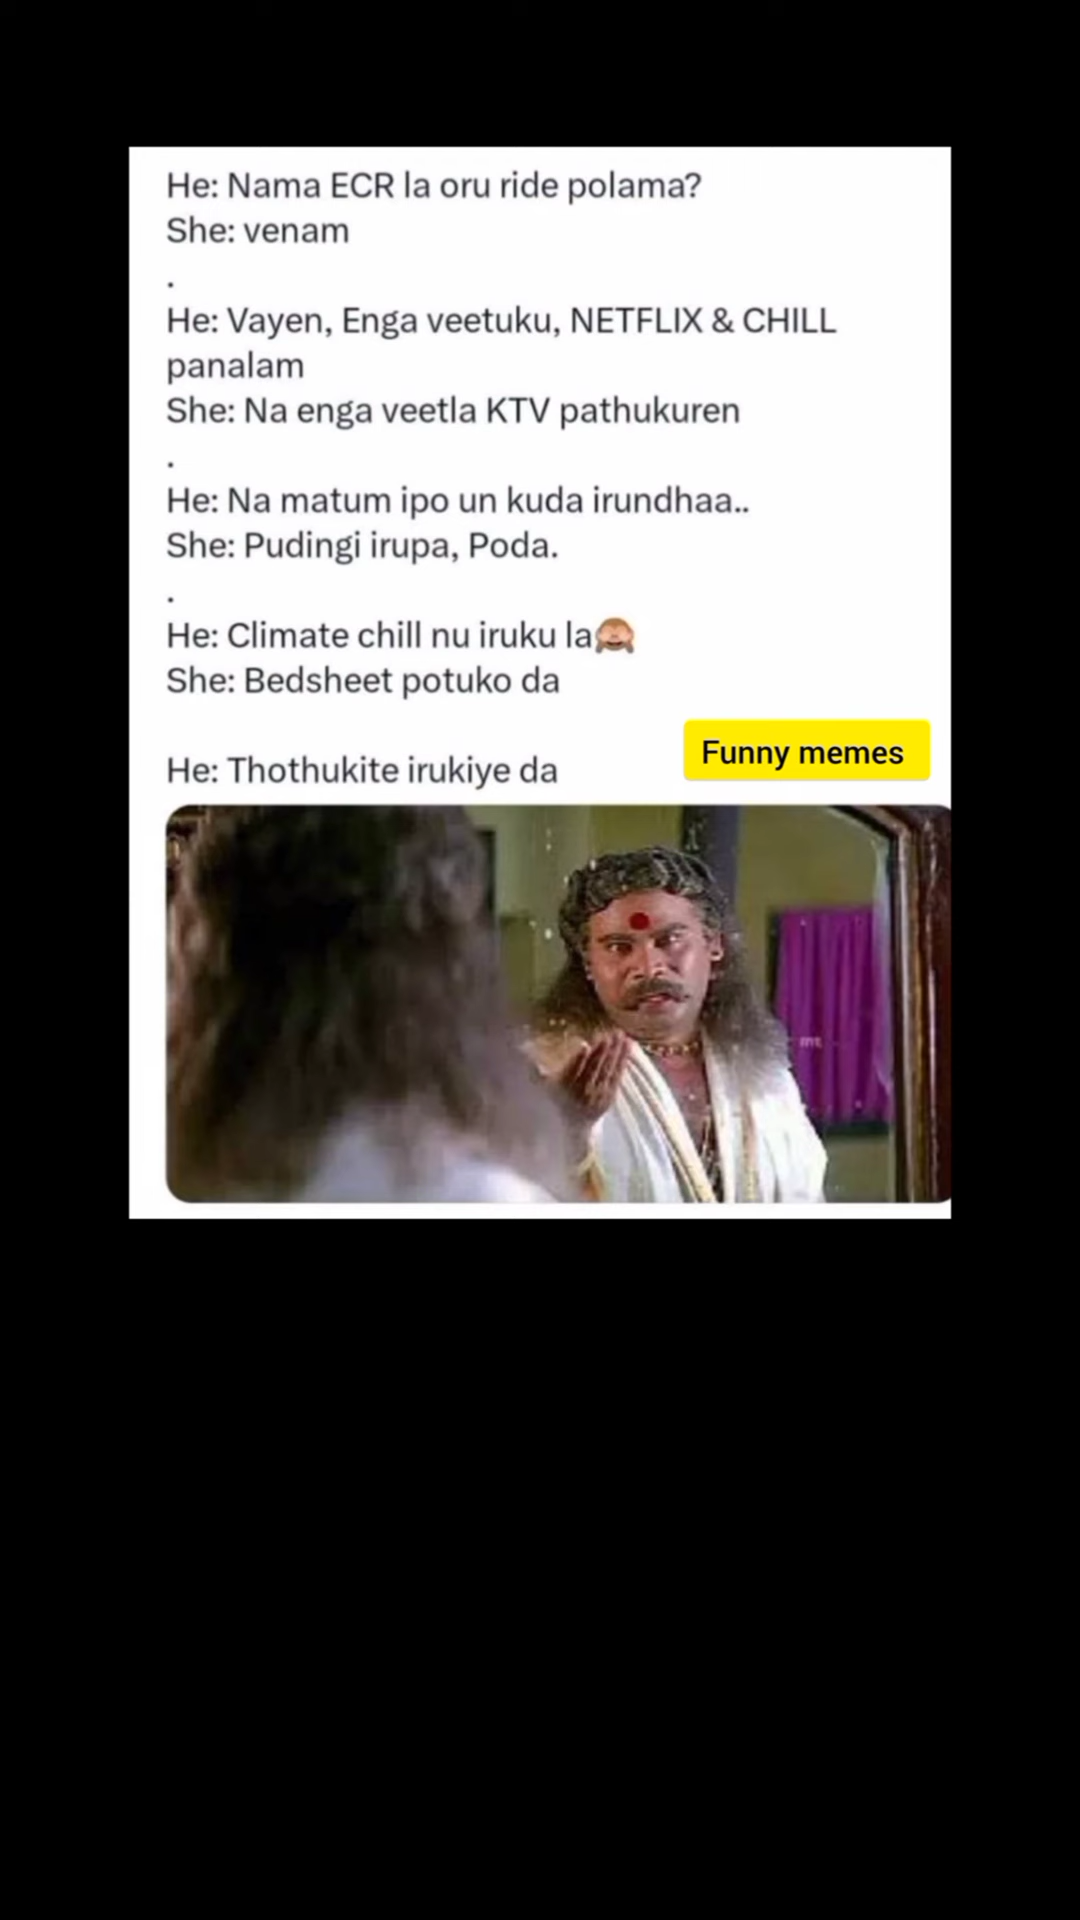 He: Nama ECR la oru ride polama?
She: venam
.
He: Vayen, Enga veetuku, NETFLIX & CHILL
panalam
She: Na enga veetla KTV pathukuren
.
He: Na matum ipo un kuda irundhaa..
She: Pudingi irupa, Poda.
.
He: Climate chill nu iruku la🙈
She: Bedsheet potuko da
Funny memes
He: Thothukite irukiye da
mt